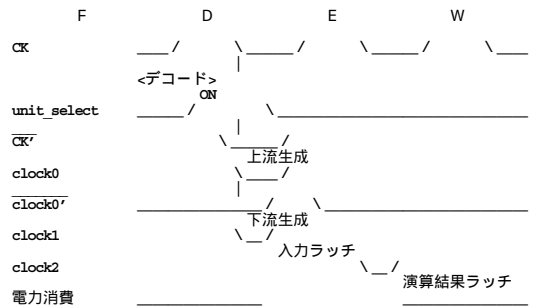 F D E W
CK
<デコード>
ON
unit_select
CK'
上流生成
clock0
clock0'
下流生成
clock1
入力ラッチ
clock2
演算結果ラッチ
電力消費